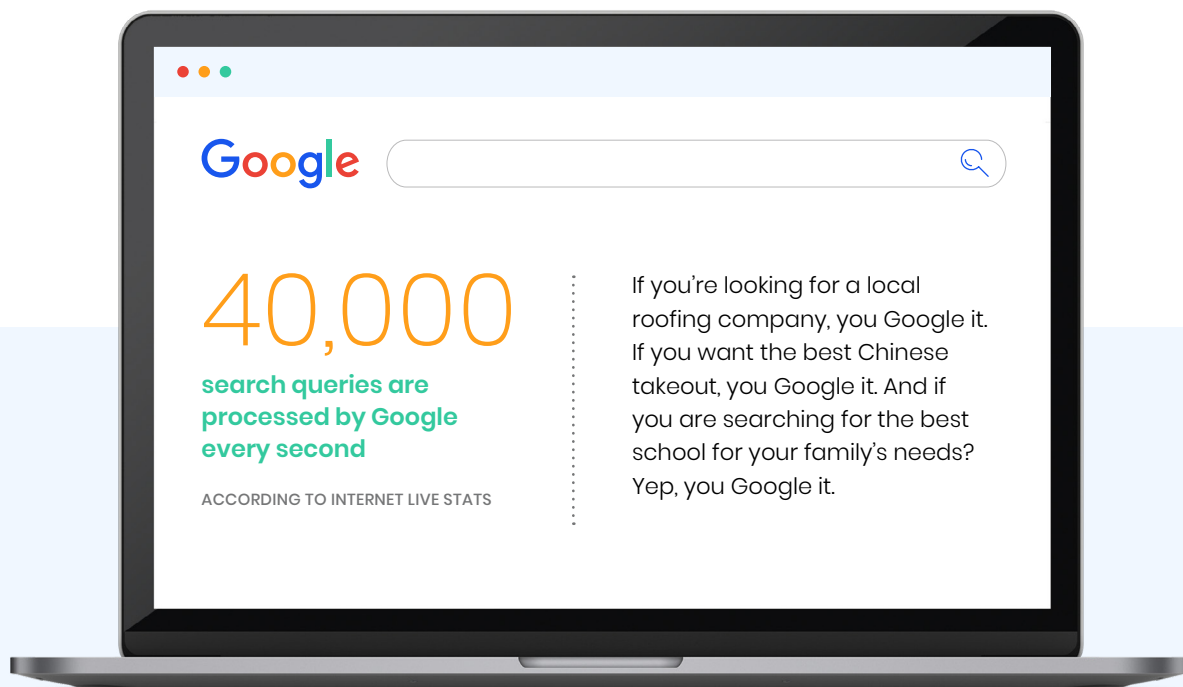 Google
40,000
search queries are
processed by Google
every second
ACCORDING TO INTERNET LIVE STATS
If you’re looking for a local
roofing company, you Google it.
If you want the best Chinese
takeout, you Google it. And if
you are searching for the best
school for your family’s needs?
Yep, you Google it.